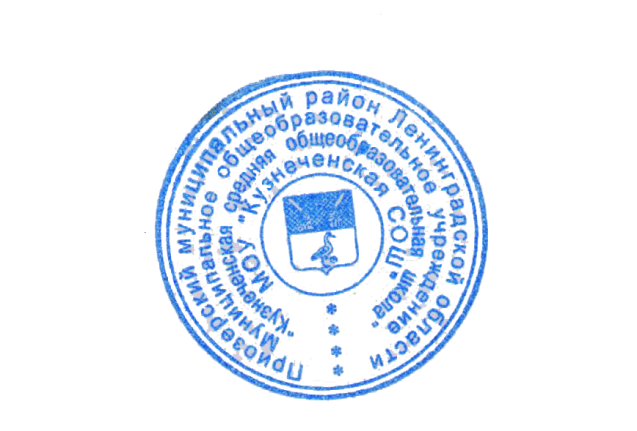 Приозерский муниципальный район Ленинградской области
Муниципальное общеобразовательное учреждение
"Кузнеченская средняя общеобразовательная школа"
МОУ "Кузнеченская СОШ"
* * * *